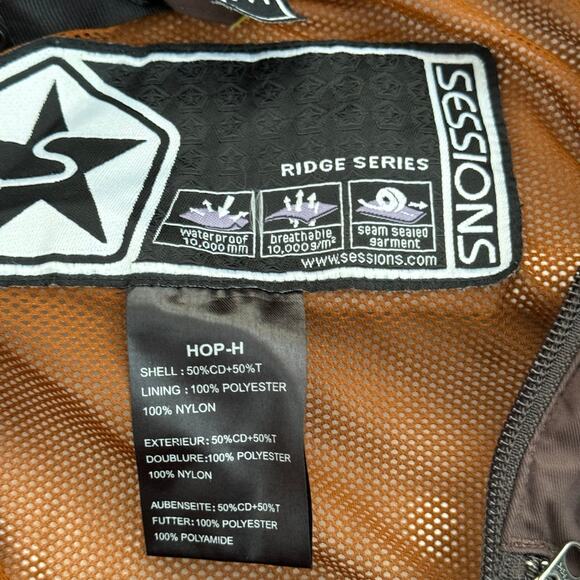 SESSIONS
RIDGE SERIES
waterproof
10,000mm
breathable
10,000g/m²
seam sealed
garment
www.sessions.com
HOP-H
SHELL : 50%CD+50%T
LINING : 100% POLYESTER
100% NYLON
EXTERIEUR: 50%CD+50%T
DOUBLURE:100% POLYESTER
100% NYLON
AUBENSEITE: 50%CD+50%T
FUTTER: 100% POLYESTER
100% POLYAMIDE